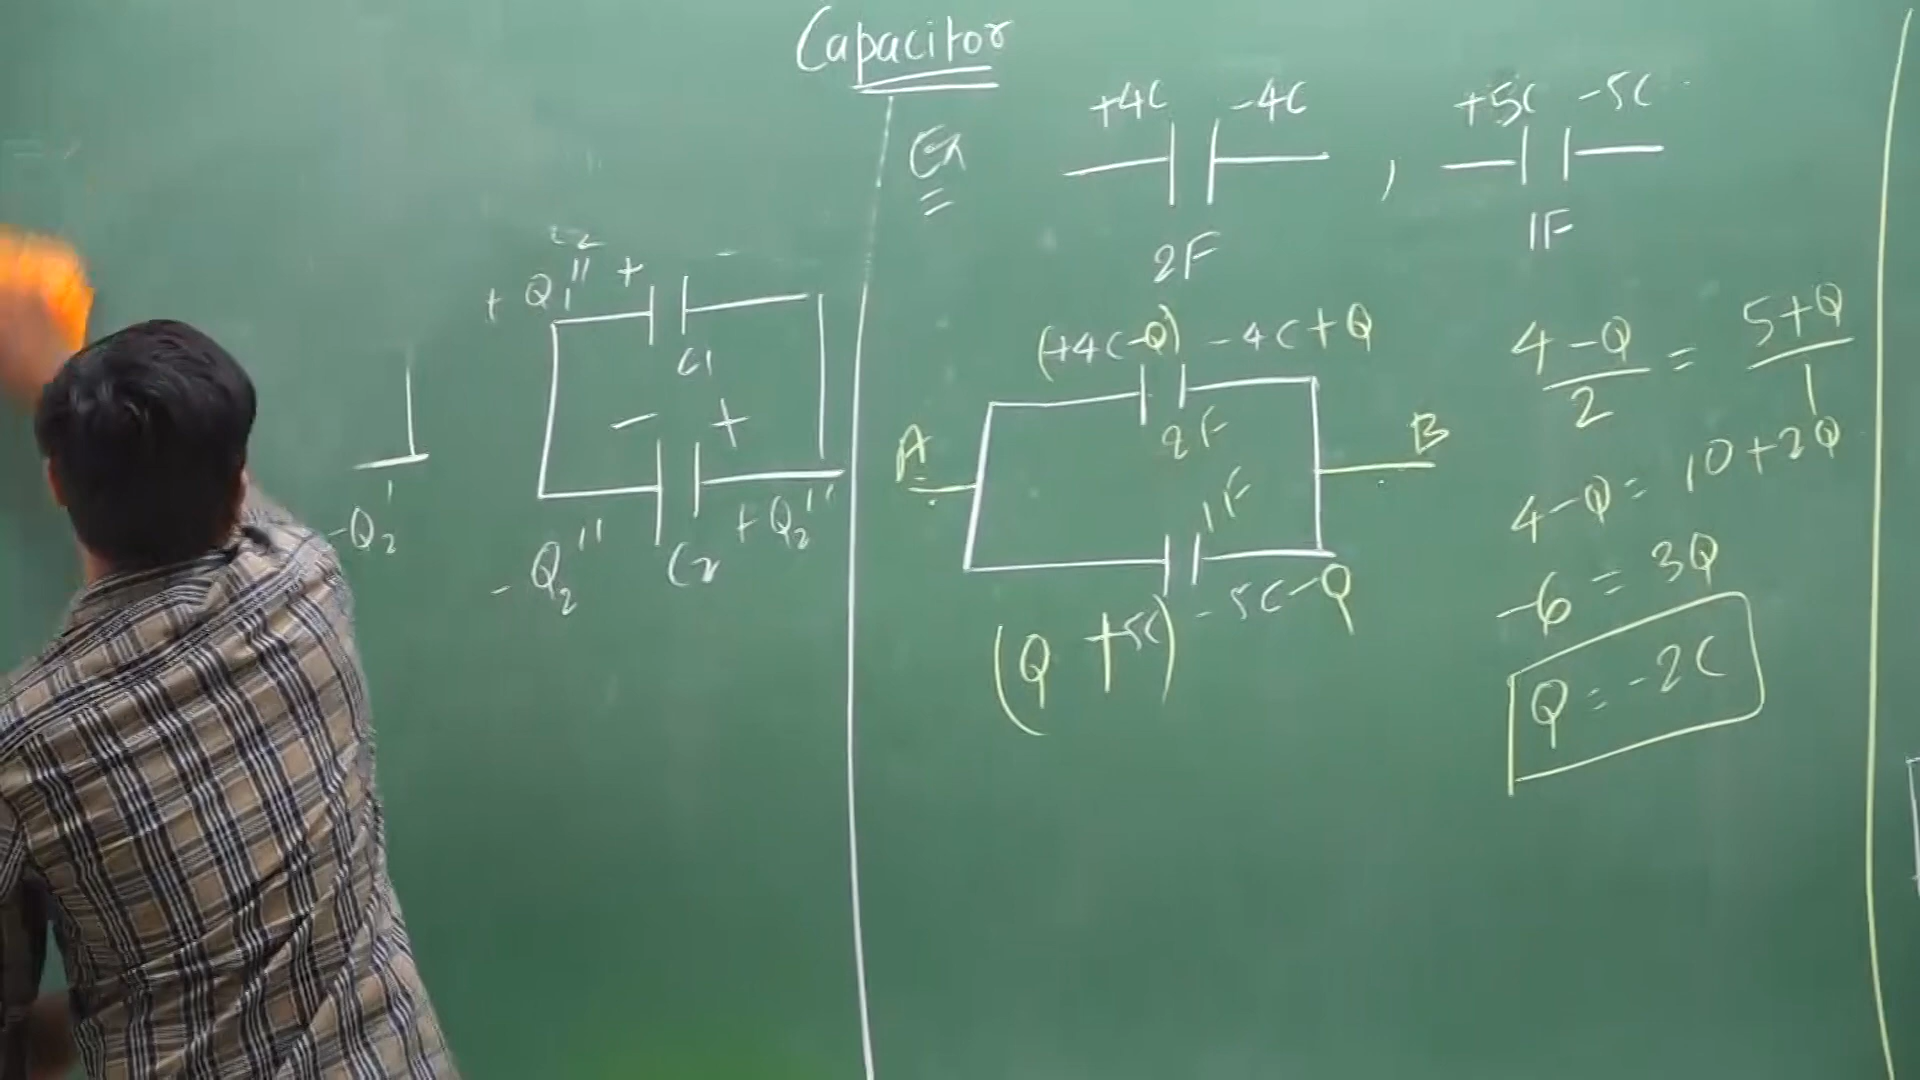 Capacitor
+ Q1'' +
C1
- +
-Q2'
- Q2''
C2
+ Q2''
Ex
+4C -4C , +5C -5C
2F
1F
(+4C-Q) -4C+Q
2F
A
B
1F
(Q +5C) -5C-Q
4-Q/2 = 5+Q/1
4-Q = 10+2Q
-6 = 3Q
Q = -2C